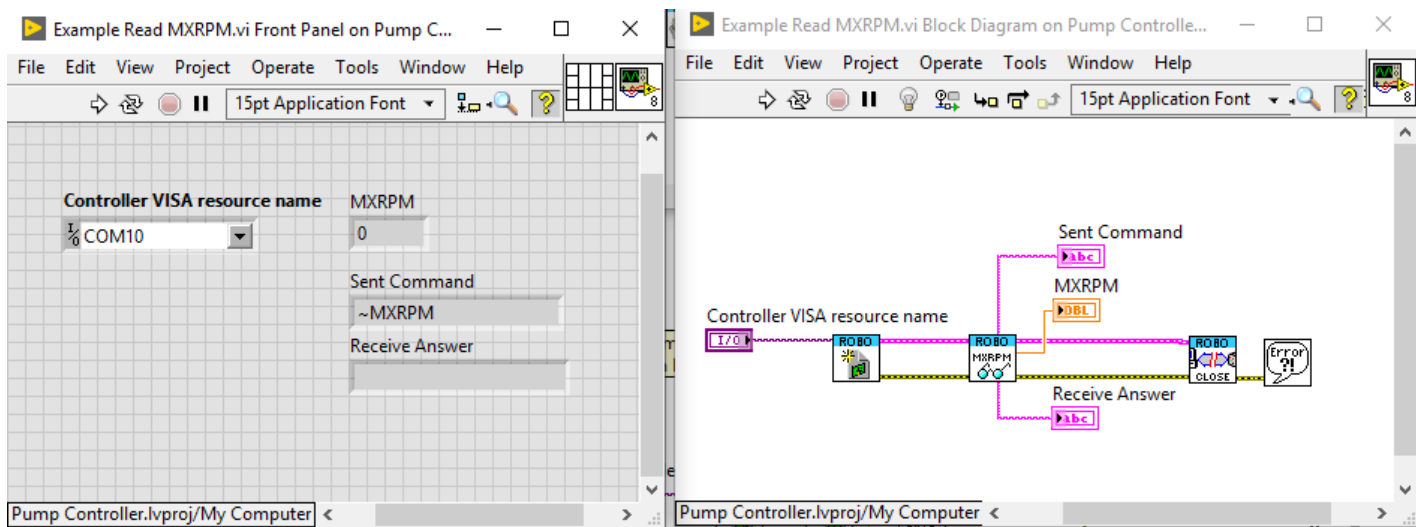 Example Read MXRPM.vi Front Panel on Pump C...
File Edit View Project Operate Tools Window Help
15pt Application Font
8
Controller VISA resource name
MXRPM
I/O COM10
0
Sent Command
~MXRPM
Receive Answer
Pump Controller.lvproj/My Computer
Example Read MXRPM.vi Block Diagram on Pump Controlle...
File Edit View Project Operate Tools Window Help
15pt Application Font
8
Sent Command
abc
MXRPM
DBL
Controller VISA resource name
I/O
ROBO
ROBO
MXRPM
ROBO
CLOSE
Error
?!
Receive Answer
abc
Pump Controller.lvproj/My Computer